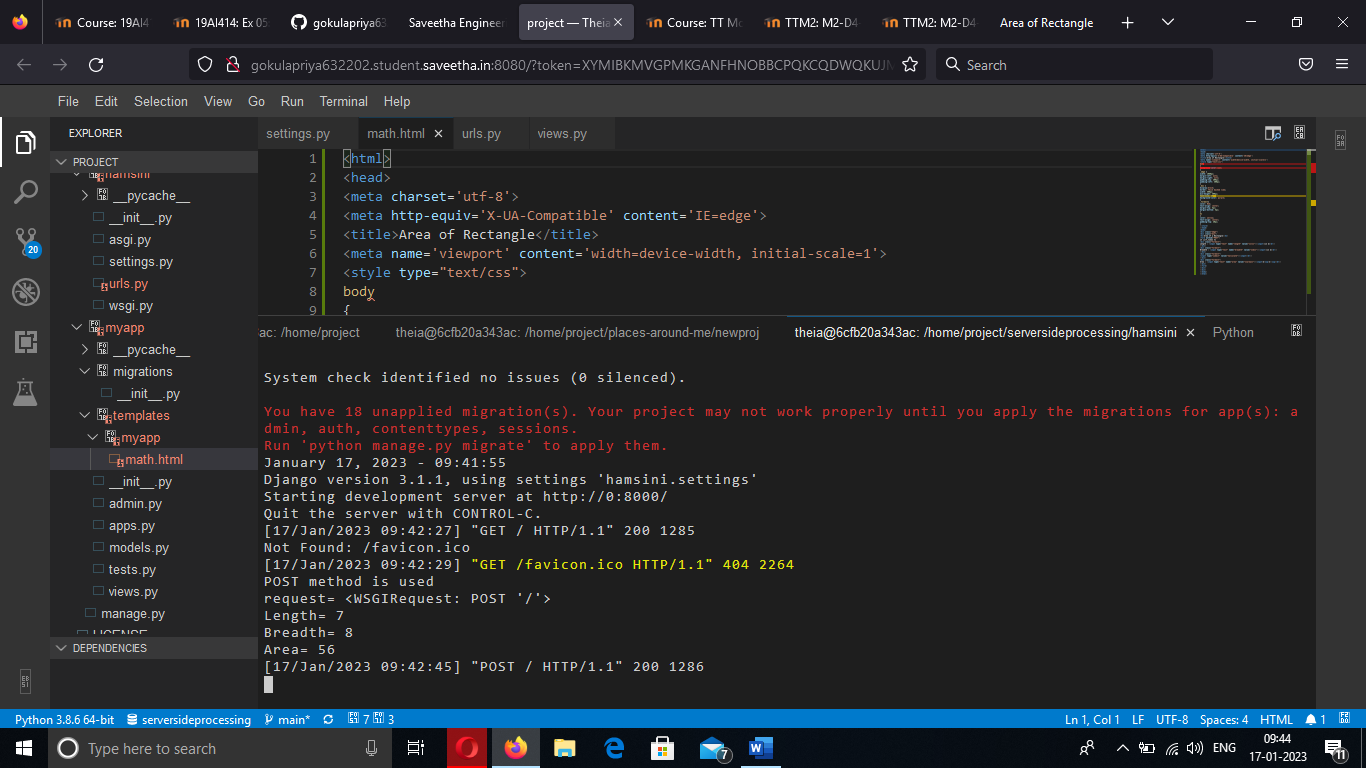 Course: 19AI4
19AI414: Ex 05
gokulapriya63
Saveetha Engineer
project — Theia
Course: TT Mo
TTM2: M2-D4
TTM2: M2-D4
Area of Rectangle
gokulapriya632202.student.saveetha.in:8080/?token=XYMIBKMVGPMKGANFHNOBBCPQKCQDWQKUJM
Search
File Edit Selection View Go Run Terminal Help
EXPLORER
PROJECT
hamsini
__pycache__
__init__.py
asgi.py
settings.py
urls.py
wsgi.py
myapp
__pycache__
migrations
__init__.py
templates
myapp
math.html
__init__.py
admin.py
apps.py
models.py
tests.py
views.py
manage.py
LICENSE
DEPENDENCIES
20
settings.py math.html urls.py views.py
1 <html>
2 <head>
3 <meta charset='utf-8'>
4 <meta http-equiv='X-UA-Compatible' content='IE=edge'>
5 <title>Area of Rectangle</title>
6 <meta name='viewport' content='width=device-width, initial-scale=1'>
7 <style type="text/css">
8 body
9 {
ac: /home/project theia@6cfb20a343ac: /home/project/places-around-me/newproj theia@6cfb20a343ac: /home/project/serversideprocessing/hamsini Python
System check identified no issues (0 silenced).
You have 18 unapplied migration(s). Your project may not work properly until you apply the migrations for app(s): a
dmin, auth, contenttypes, sessions.
Run 'python manage.py migrate' to apply them.
January 17, 2023 - 09:41:55
Django version 3.1.1, using settings 'hamsini.settings'
Starting development server at http://0:8000/
Quit the server with CONTROL-C.
[17/Jan/2023 09:42:27] "GET / HTTP/1.1" 200 1285
Not Found: /favicon.ico
[17/Jan/2023 09:42:29] "GET /favicon.ico HTTP/1.1" 404 2264
POST method is used
request= <WSGIRequest: POST '/'>
Length= 7
Breadth= 8
Area= 56
[17/Jan/2023 09:42:45] "POST / HTTP/1.1" 200 1286
Python 3.8.6 64-bit serversideprocessing main* 7 3 Ln 1, Col 1 LF UTF-8 Spaces: 4 HTML 1
Type here to search
7
ENG
09:44
17-01-2023
11